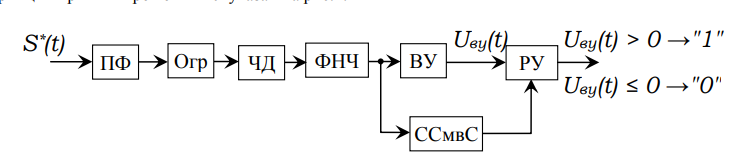 S*(t)
ПФ
Огр
ЧД
ФНЧ
ВУ
Uву(t)
РУ
Uву(t) > 0 →"1"
Uву(t) ≤ 0 →"0"
ССмвС